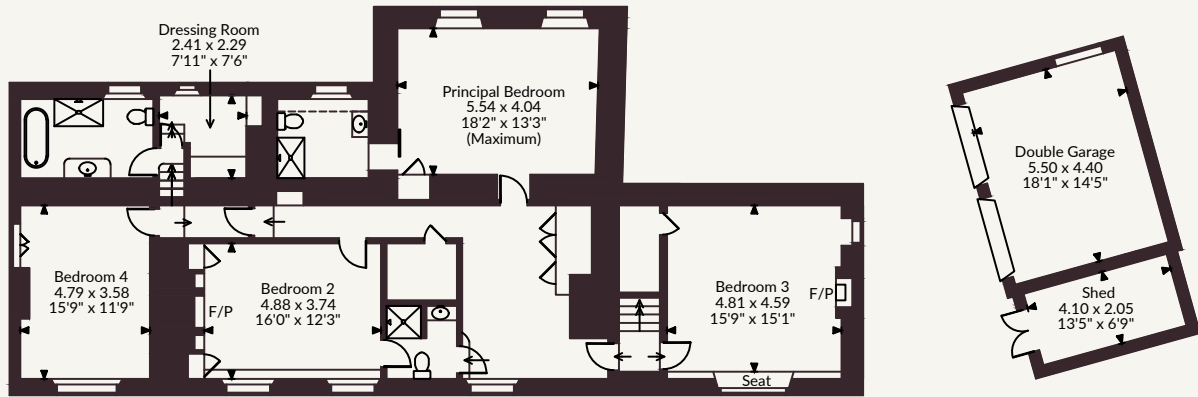 Dressing Room
2.41 x 2.29
7'11" x 7'6"
Principal Bedroom
5.54 x 4.04
18'2" x 13'3"
(Maximum)
Double Garage
5.50 x 4.40
18'1" x 14'5"
Bedroom 4
4.79 x 3.58
15'9" x 11'9"
F/P
Bedroom 2
4.88 x 3.74
16'0" x 12'3"
Bedroom 3
4.81 x 4.59
15'9" x 15'1"
F/P
Seat
Shed
4.10 x 2.05
13'5" x 6'9"